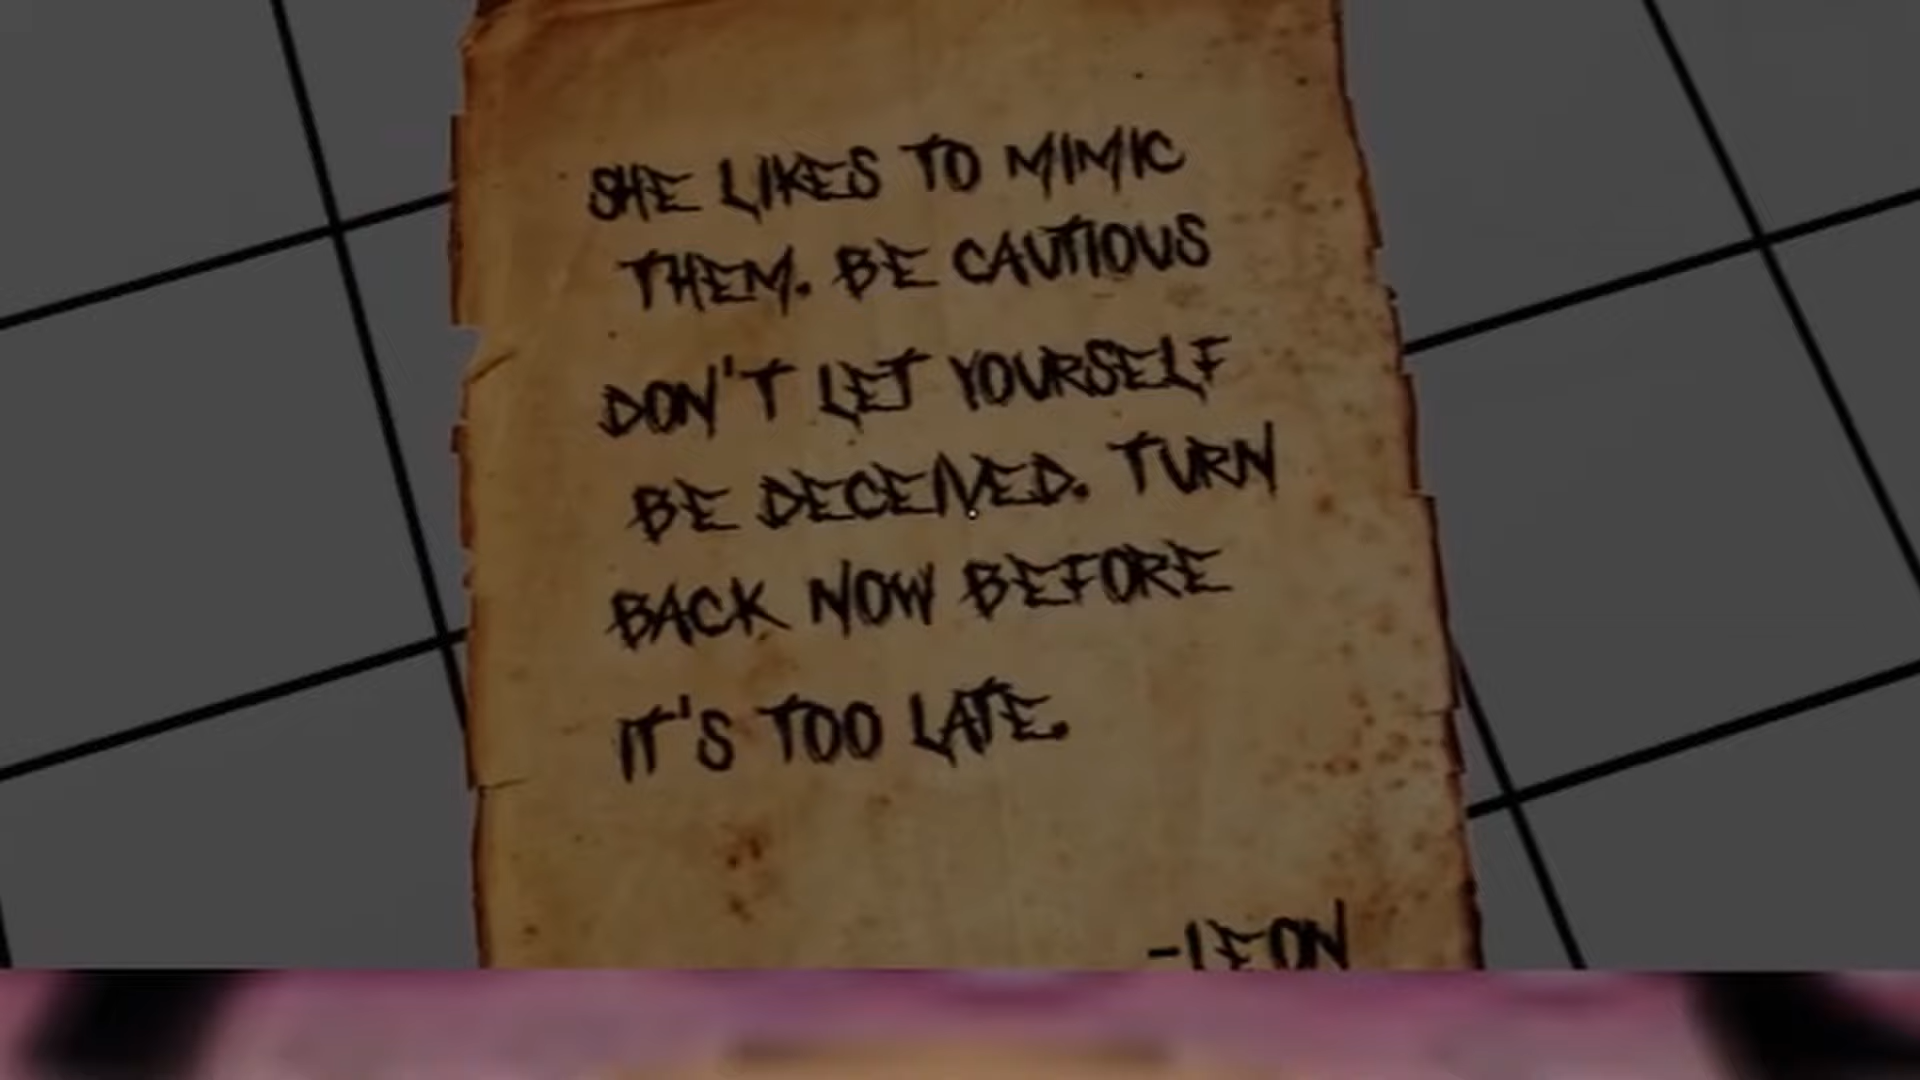 SHE LIKES TO MIMIC
THEM. BE CAUTIOUS
DON'T LET YOURSELF
BE DECEIVED. TURN
BACK NOW BEFORE
IT'S TOO LATE.
-LEON